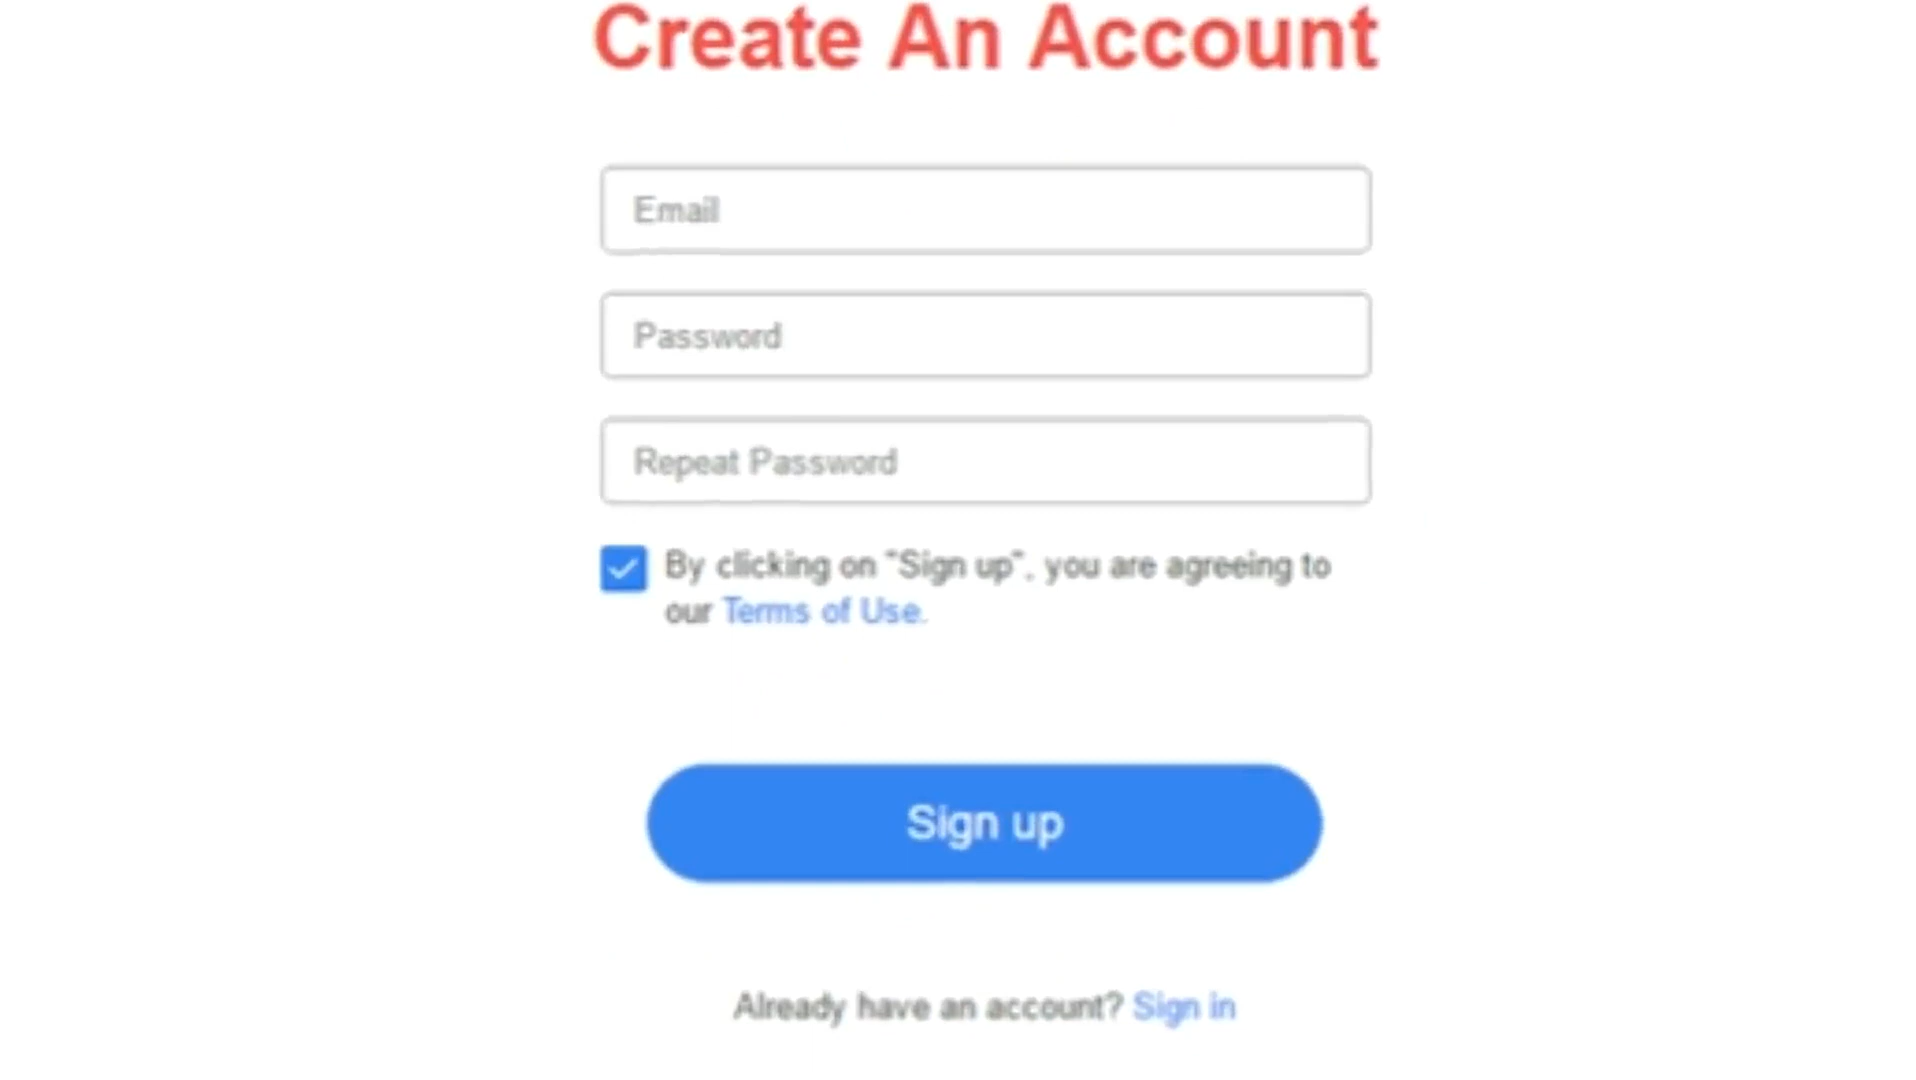 Create An Account
Email
Password
Repeat Password
By clicking on "Sign up", you are agreeing to
our Terms of Use.
Sign up
Already have an account? Sign in